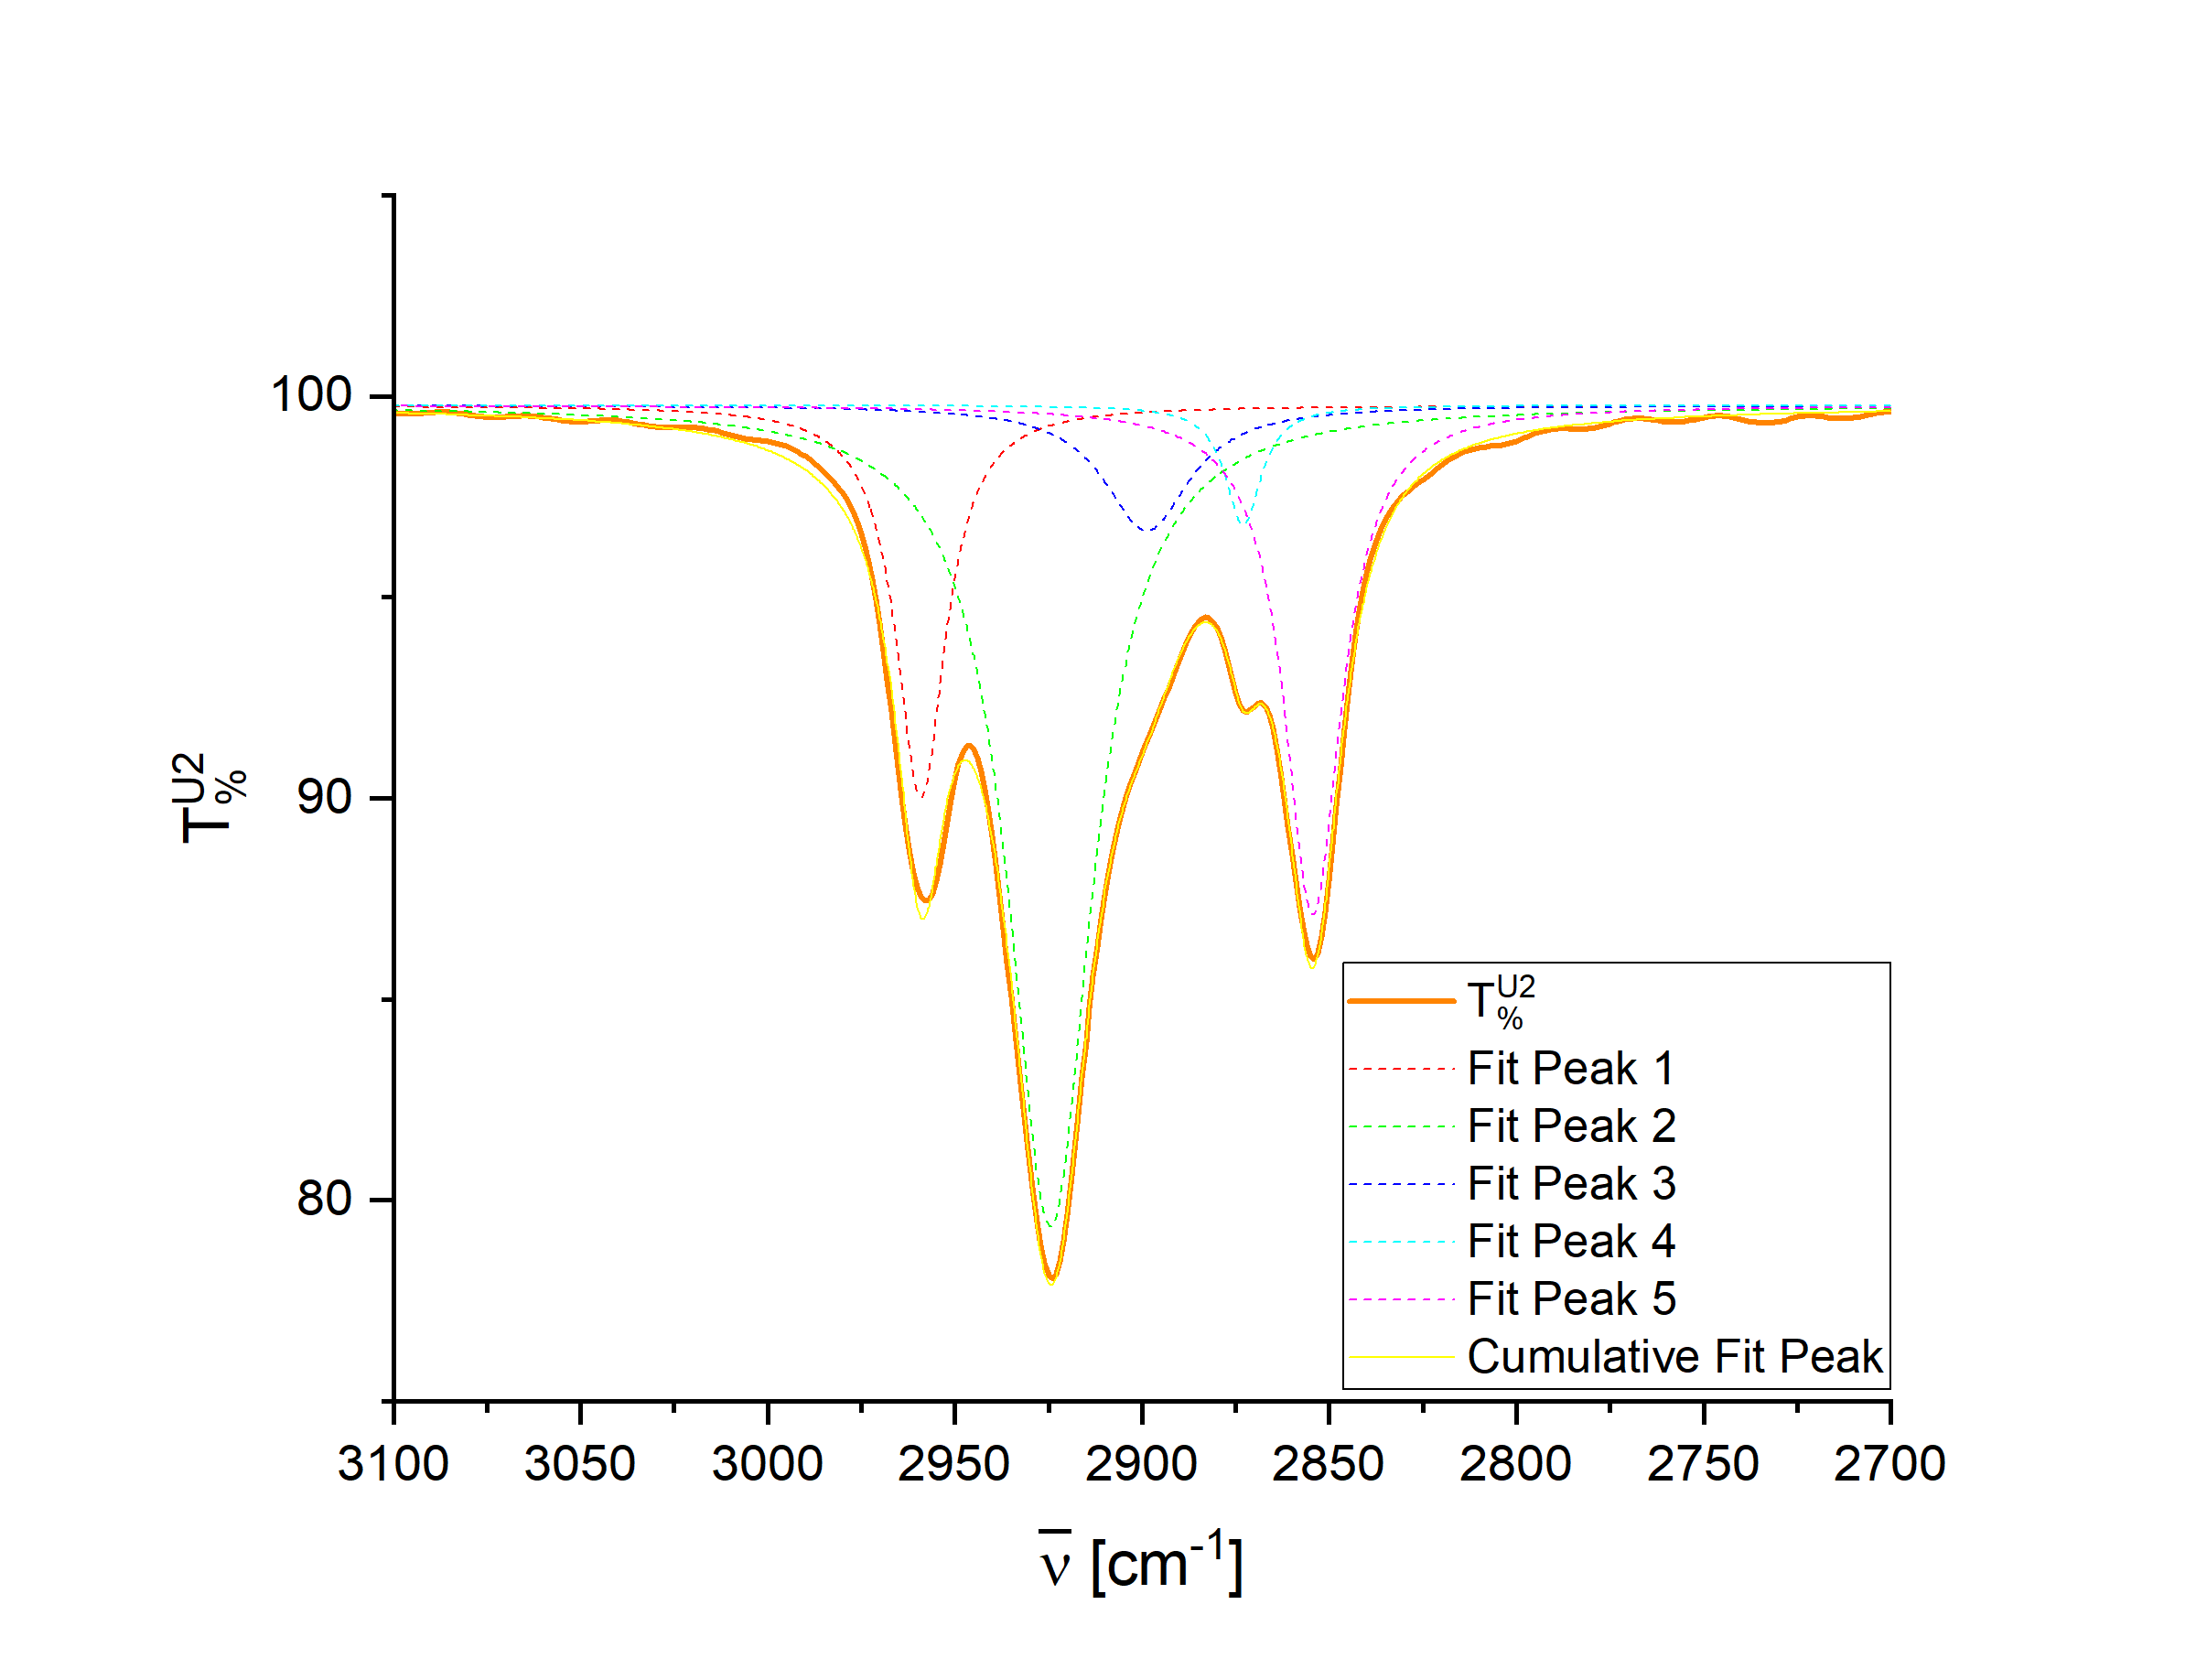 100
90
80
T%U2
3100 3050 3000 2950 2900 2850 2800 2750 2700
ν̅ [cm-1]
T%U2
Fit Peak 1
Fit Peak 2
Fit Peak 3
Fit Peak 4
Fit Peak 5
Cumulative Fit Peak